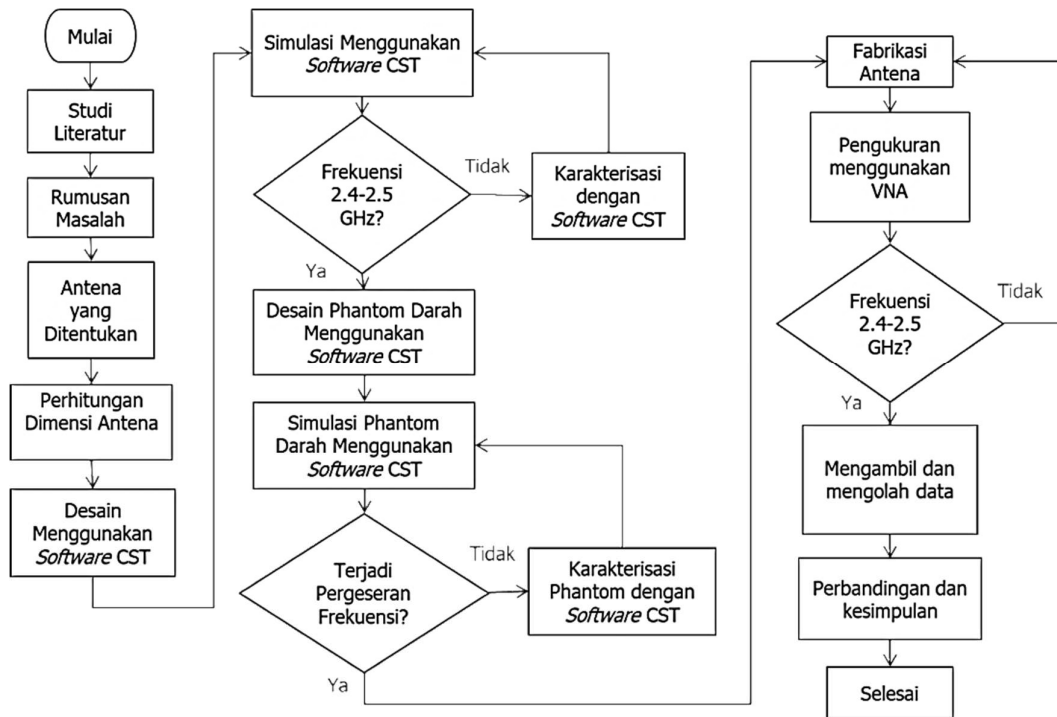 Mulai
Studi
Literatur
Rumusan
Masalah
Antena
yang
Ditentukan
Perhitungan
Dimensi Antena
Desain
Menggunakan
Software CST
Simulasi Menggunakan
Software CST
Frekuensi
2.4-2.5
GHz?
Tidak
Karakterisasi
dengan
Software CST
Ya
Desain Phantom Darah
Menggunakan
Software CST
Simulasi Phantom
Darah Menggunakan
Software CST
Terjadi
Pergeseran
Frekuensi?
Tidak
Karakterisasi
Phantom dengan
Software CST
Ya
Fabrikasi
Antena
Pengukuran
menggunakan
VNA
Frekuensi
2.4-2.5
GHz?
Tidak
Ya
Mengambil dan
mengolah data
Perbandingan dan
kesimpulan
Selesai